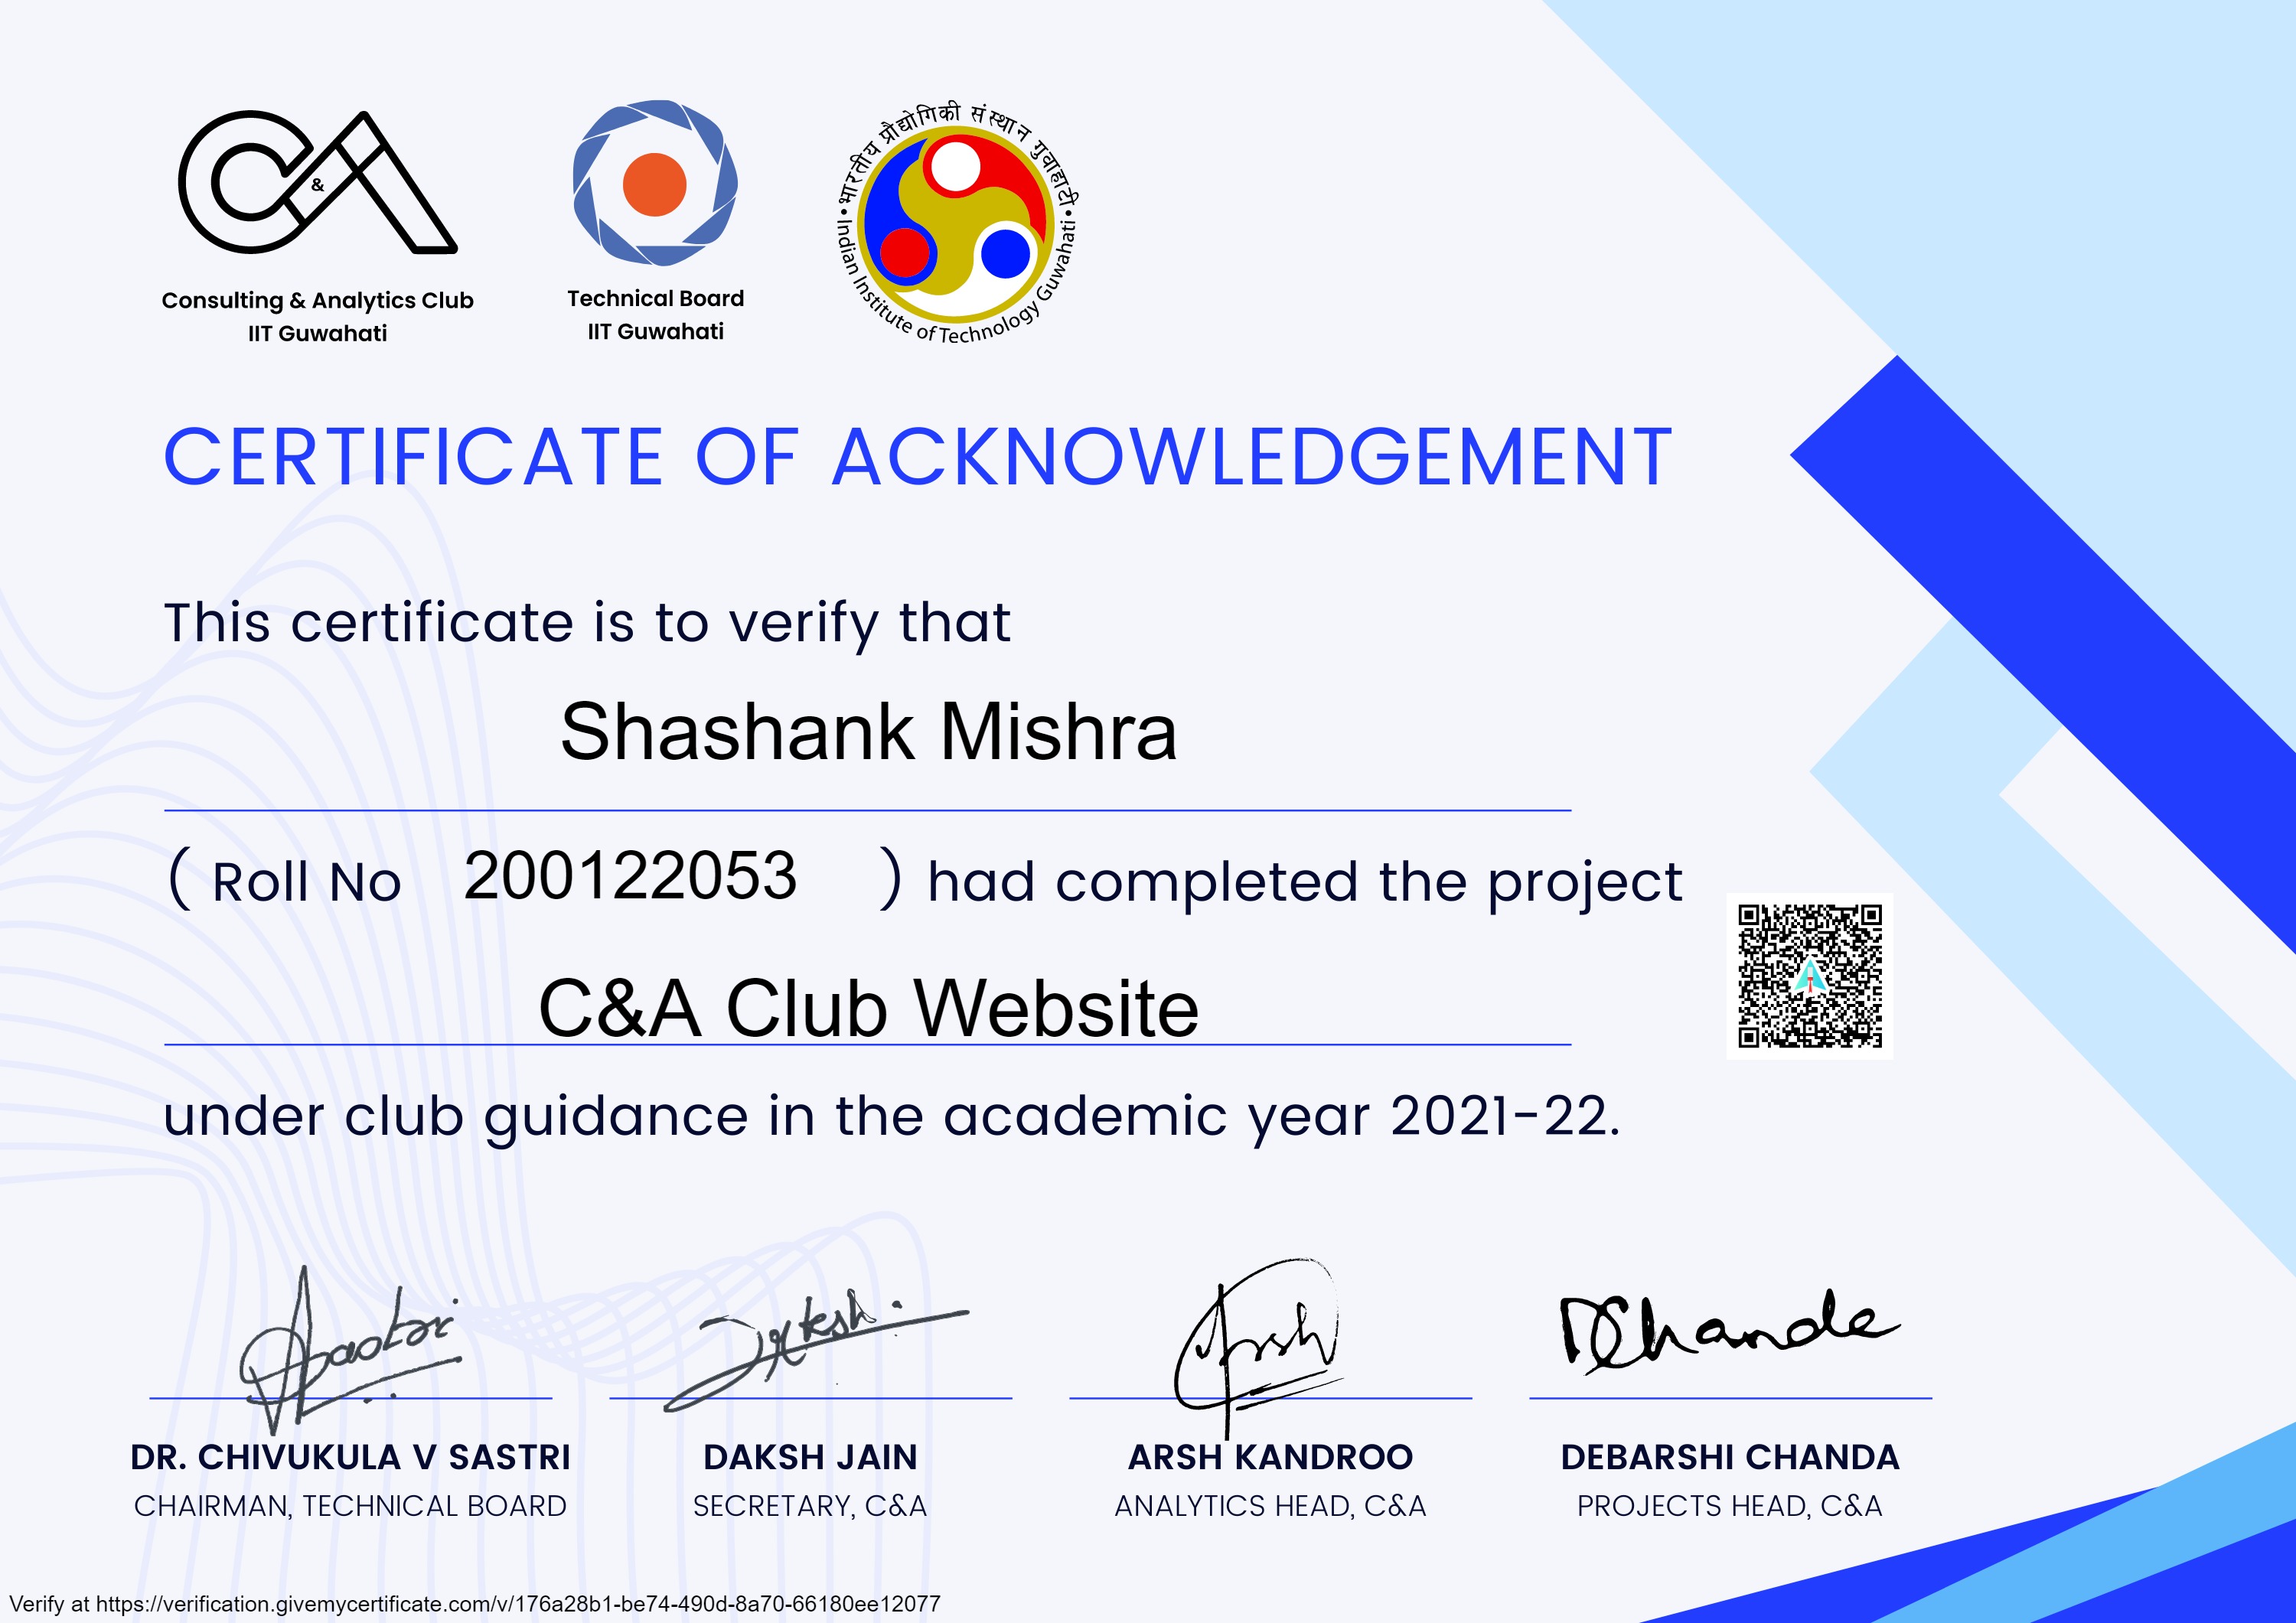 C&A
Consulting & Analytics Club
IIT Guwahati
Technical Board
IIT Guwahati
भारतीय प्रौद्योगिकी संस्थान गुवाहाटी
Indian Institute of Technology Guwahati
CERTIFICATE OF ACKNOWLEDGEMENT
This certificate is to verify that
Shashank Mishra
( Roll No 200122053 ) had completed the project
C&A Club Website
under club guidance in the academic year 2021-22.
Sastri Daksh Arsh DChanda
DR. CHIVUKULA V SASTRI DAKSH JAIN ARSH KANDROO DEBARSHI CHANDA
CHAIRMAN, TECHNICAL BOARD SECRETARY, C&A ANALYTICS HEAD, C&A PROJECTS HEAD, C&A
Verify at https://verification.givemycertificate.com/v/176a28b1-be74-490d-8a70-66180ee12077